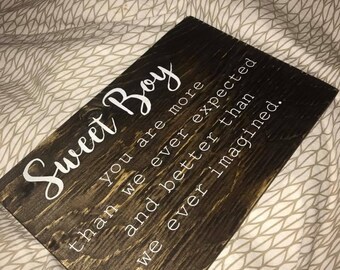 Sweet Boy
you are more
than we ever expected
and better than
we ever imagined.